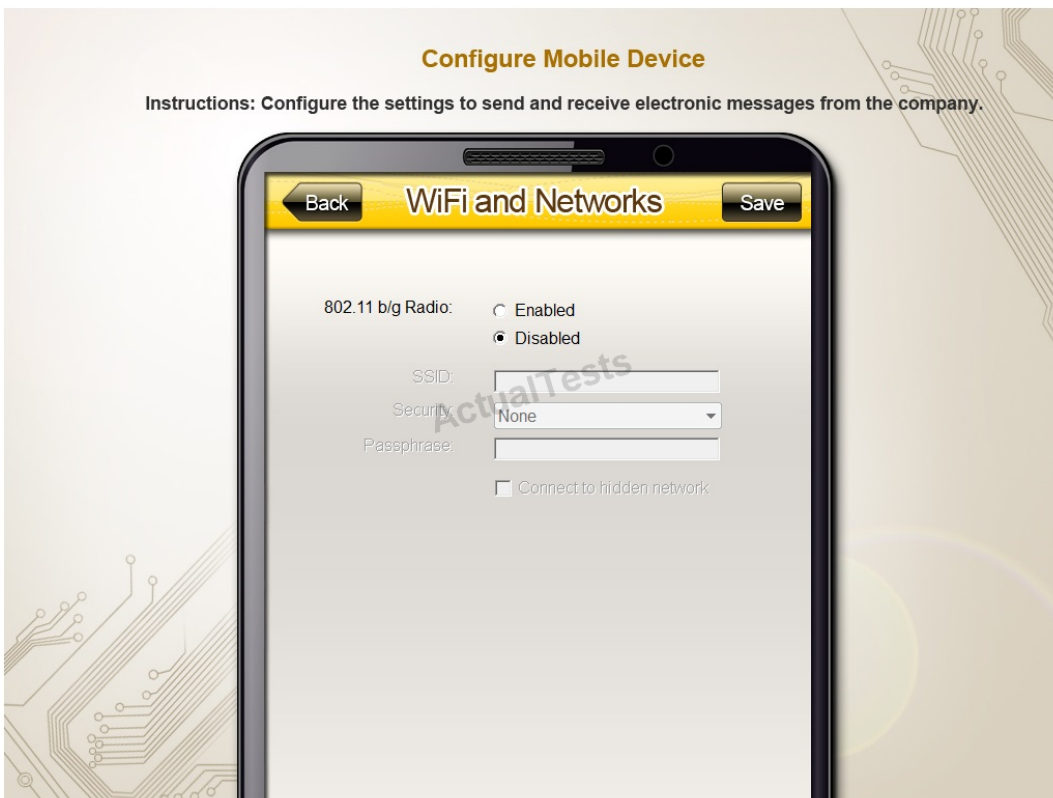 Configure Mobile Device
Instructions: Configure the settings to send and receive electronic messages from the company.
Back WiFi and Networks Save
802.11 b/g Radio: Enabled
Disabled
SSID:
ActualTests
Security: None
Passphrase:
Connect to hidden network